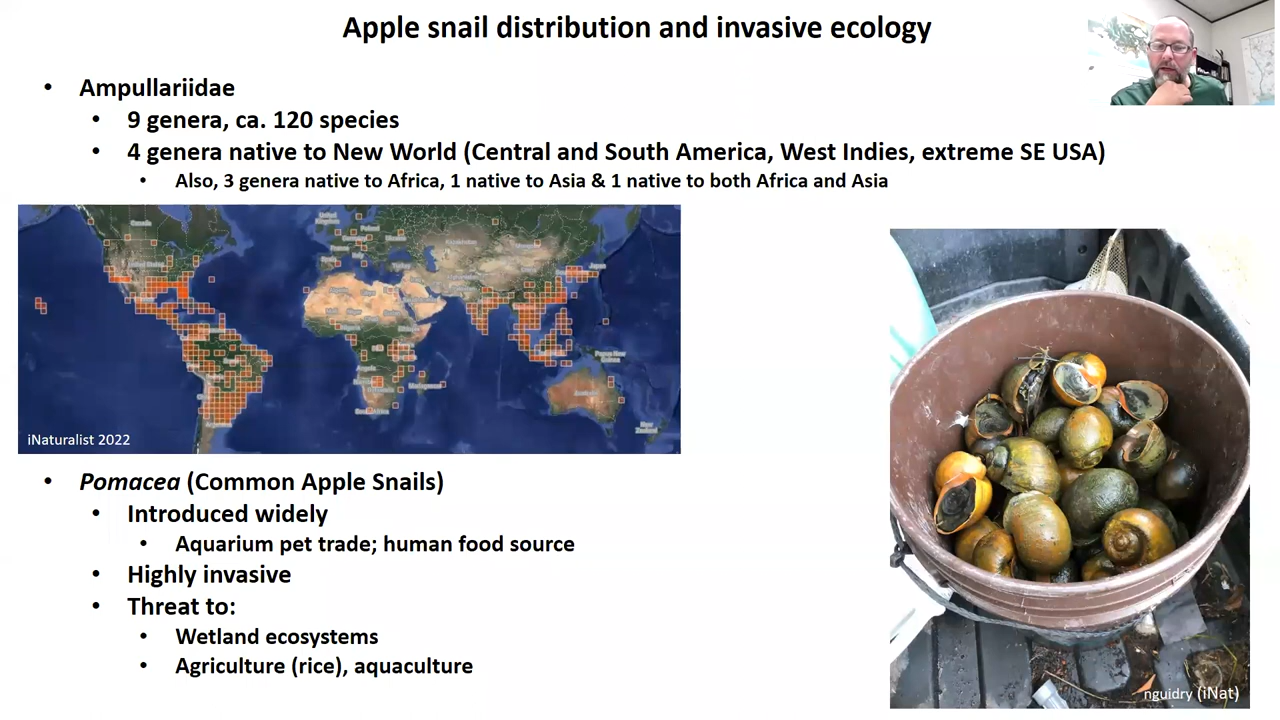 Apple snail distribution and invasive ecology
• Ampullariidae
• 9 genera, ca. 120 species
• 4 genera native to New World (Central and South America, West Indies, extreme SE USA)
• Also, 3 genera native to Africa, 1 native to Asia & 1 native to both Africa and Asia
Canada
iNaturalist 2022
• Pomacea (Common Apple Snails)
• Introduced widely
• Aquarium pet trade; human food source
• Highly invasive
• Threat to:
• Wetland ecosystems
• Agriculture (rice), aquaculture
nguidry (iNat)